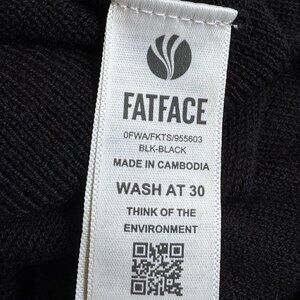 FATFACE
0FWA/FKTS/955603
BLK-BLACK
MADE IN CAMBODIA
WASH AT 30
THINK OF THE
ENVIRONMENT